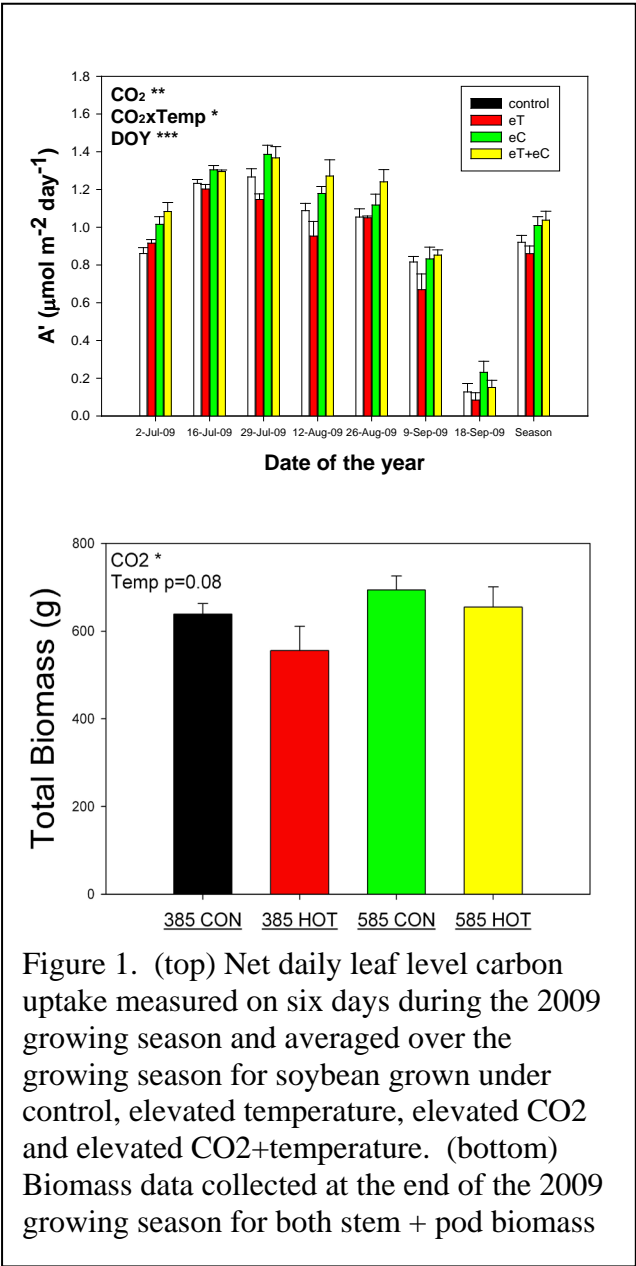 CO2 **
CO2xTemp *
DOY ***
control
eT
eC
eT+eC
1.8
1.6
1.4
1.2
1.0
0.8
0.6
0.4
0.2
0.0
A' (μmol m-2 day-1)
2-Jul-09 16-Jul-09 29-Jul-09 12-Aug-09 26-Aug-09 9-Sep-09 18-Sep-09 Season
Date of the year
CO2 *
Temp p=0.08
800
600
400
200
0
Total Biomass (g)
385 CON 385 HOT 585 CON 585 HOT
Figure 1. (top) Net daily leaf level carbon
uptake measured on six days during the 2009
growing season and averaged over the
growing season for soybean grown under
control, elevated temperature, elevated CO2
and elevated CO2+temperature. (bottom)
Biomass data collected at the end of the 2009
growing season for both stem + pod biomass